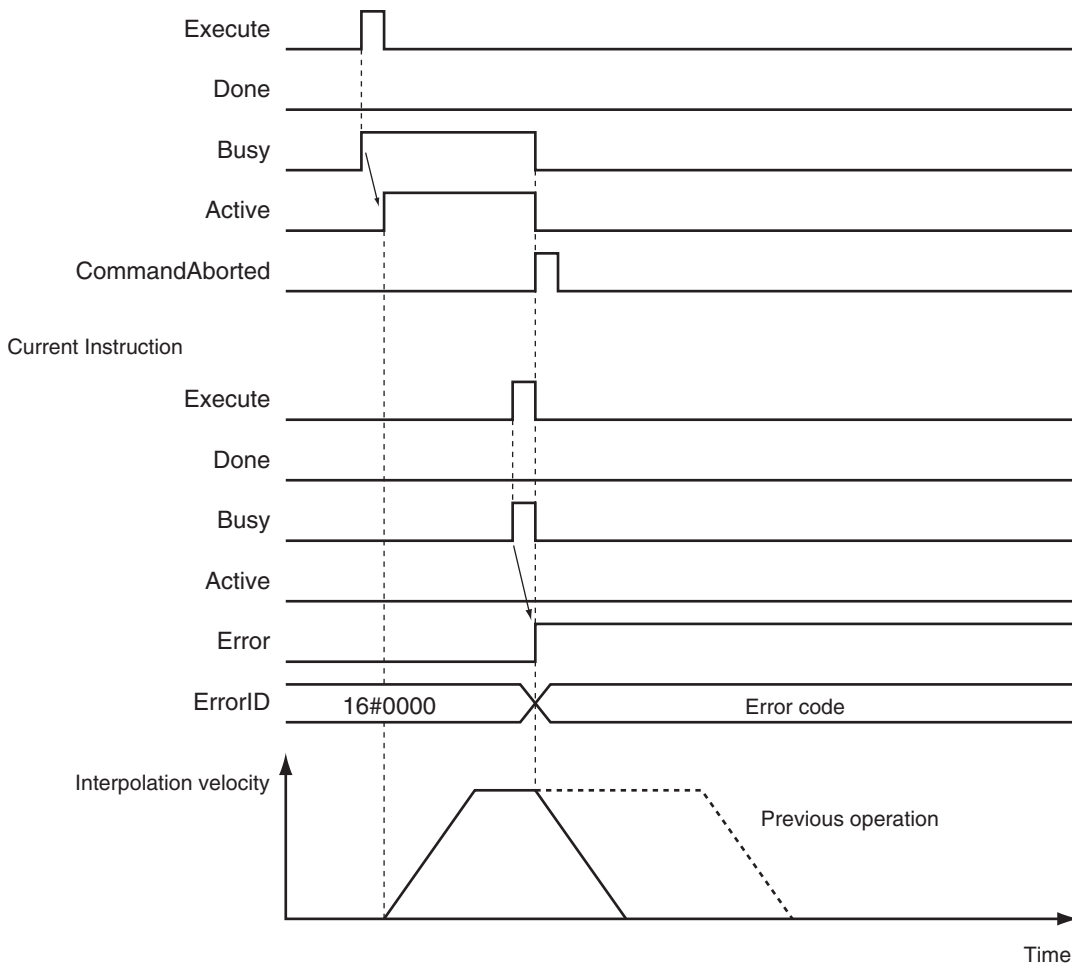 Execute
Done
Busy
Active
CommandAborted
Current Instruction
Execute
Done
Busy
Active
Error
ErrorID
16#0000
Error code
Interpolation velocity
Previous operation
Time